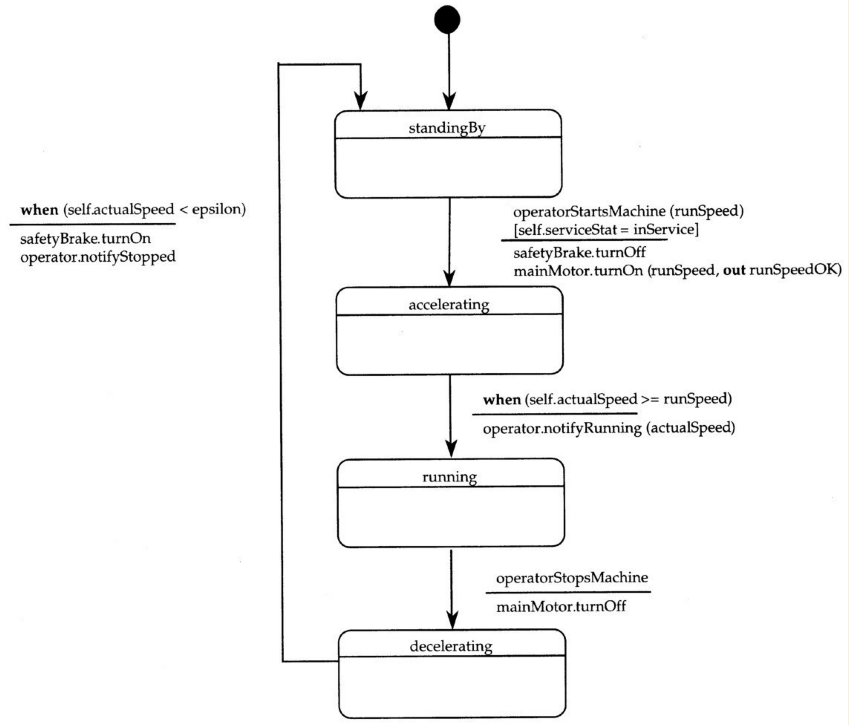 standingBy
when (self.actualSpeed < epsilon)
safetyBrake.turnOn
operator.notifyStopped
operatorStartsMachine (runSpeed)
[self.serviceStat = inService]
safetyBrake.turnOff
mainMotor.turnOn (runSpeed, out runSpeedOK)
accelerating
when (self.actualSpeed >= runSpeed)
operator.notifyRunning (actualSpeed)
running
operatorStopsMachine
mainMotor.turnOff
decelerating